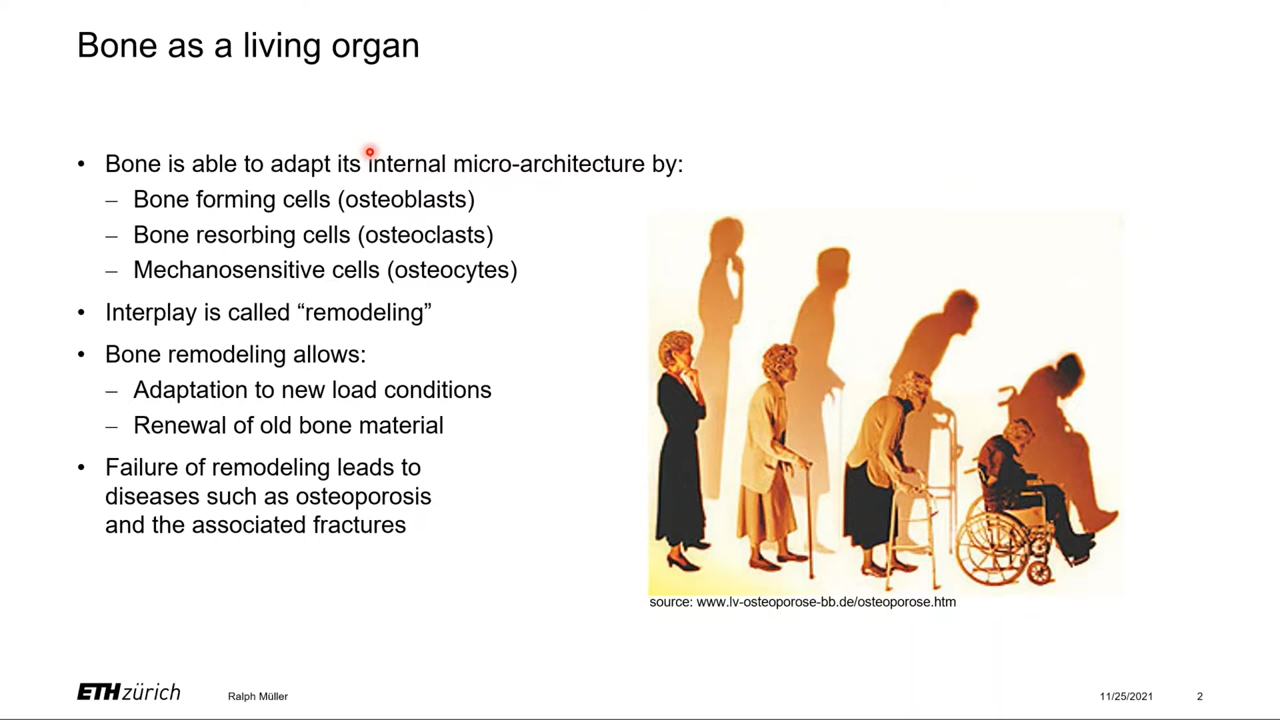 Bone as a living organ
• Bone is able to adapt its internal micro-architecture by:
– Bone forming cells (osteoblasts)
– Bone resorbing cells (osteoclasts)
– Mechanosensitive cells (osteocytes)
• Interplay is called “remodeling”
• Bone remodeling allows:
– Adaptation to new load conditions
– Renewal of old bone material
• Failure of remodeling leads to
diseases such as osteoporosis
and the associated fractures
source: www.lv-osteoporose-bb.de/osteoporose.htm
ETH zürich
Ralph Müller
11/25/2021
2